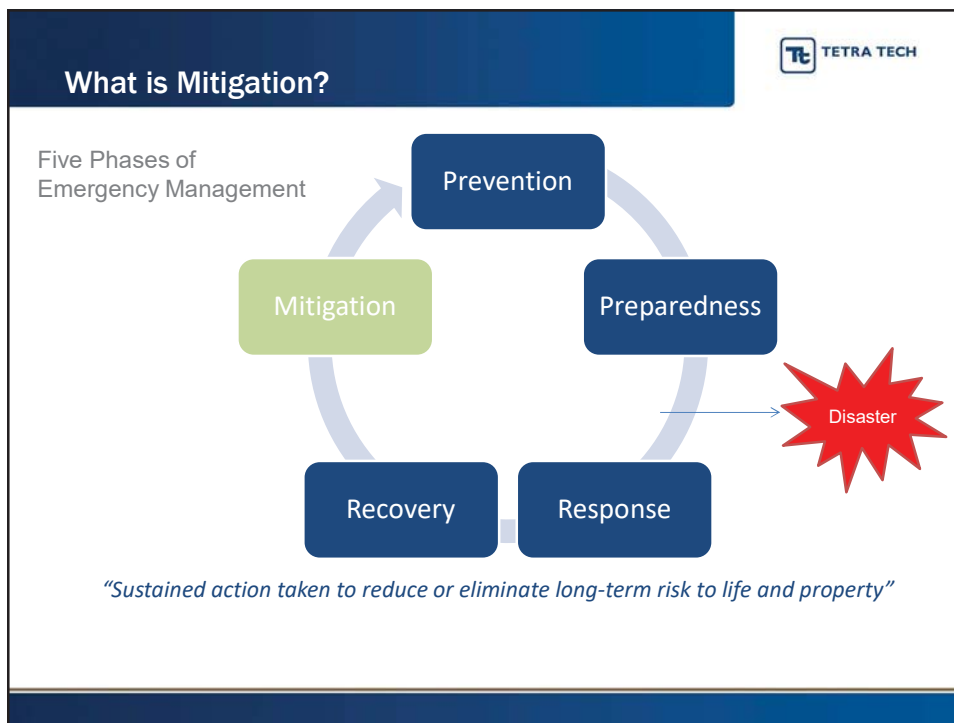 What is Mitigation?
Tt TETRA TECH
Five Phases of
Emergency Management
Prevention
Preparedness
Disaster
Response
Recovery
Mitigation
“Sustained action taken to reduce or eliminate long-term risk to life and property”